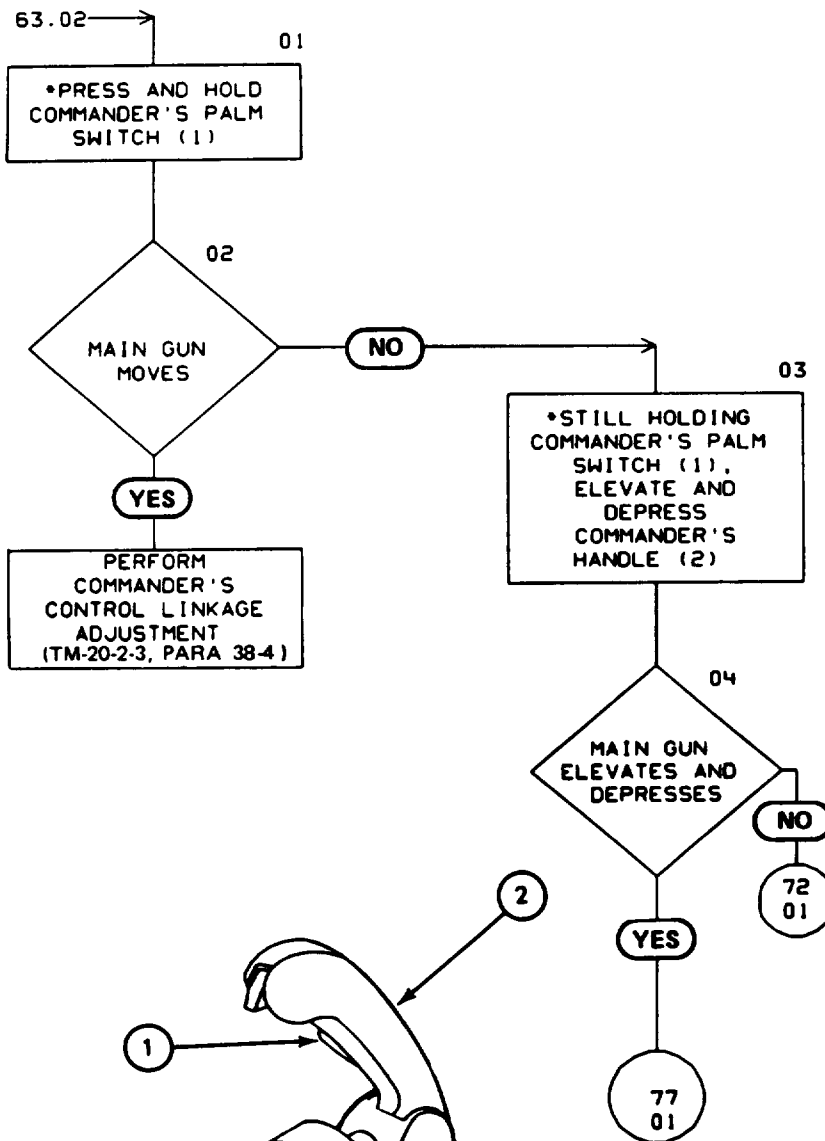 63.02
01
*PRESS AND HOLD
COMMANDER'S PALM
SWITCH (1)
02
MAIN GUN
MOVES
NO
YES
PERFORM
COMMANDER'S
CONTROL LINKAGE
ADJUSTMENT
(TM-20-2-3, PARA 38-4)
03
*STILL HOLDING
COMMANDER'S PALM
SWITCH (1),
ELEVATE AND
DEPRESS
COMMANDER'S
HANDLE (2)
04
MAIN GUN
ELEVATES AND
DEPRESSES
NO
72
01
YES
77
01
2
1